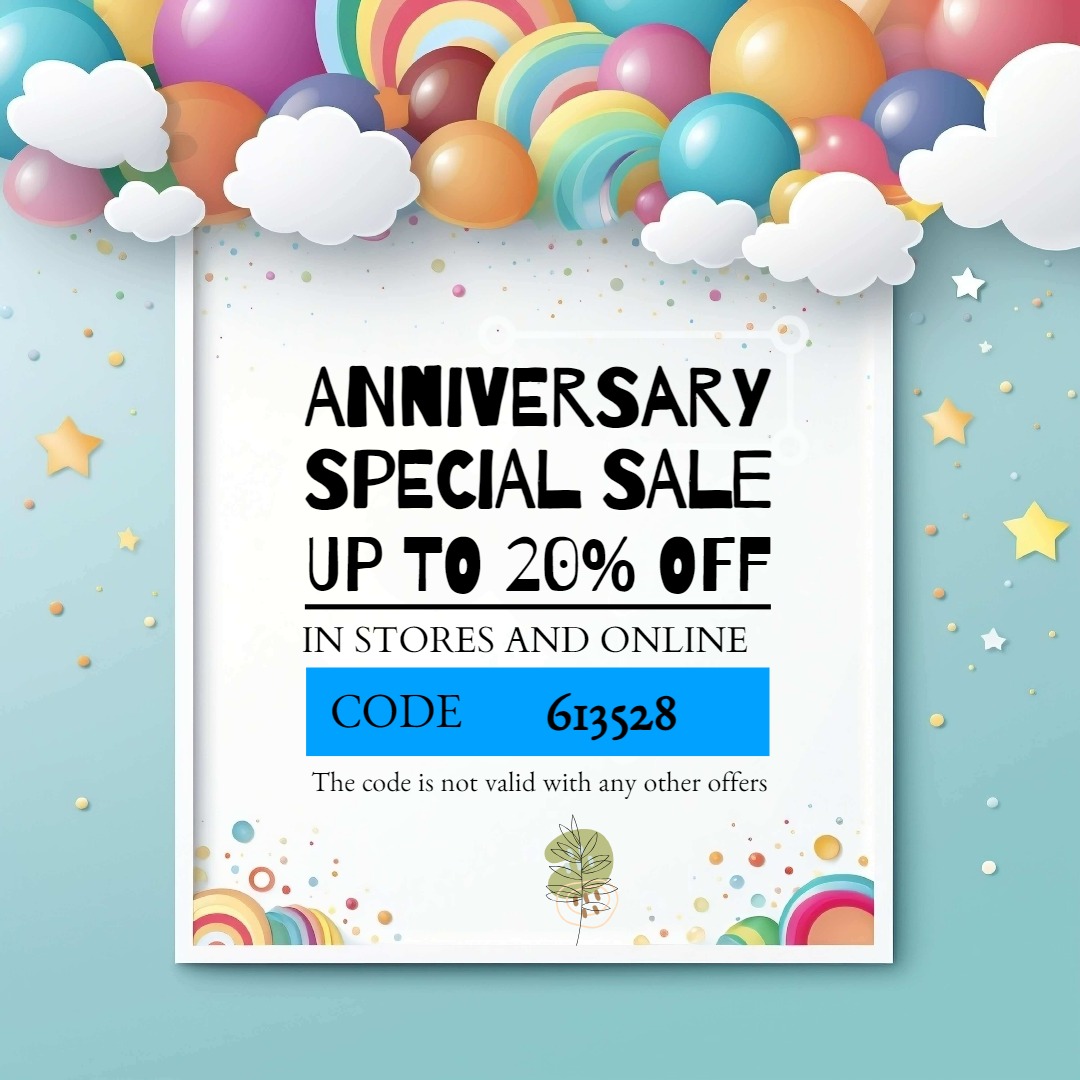 ANNIVERSARY
SPECIAL SALE
UP TO 20% OFF
IN STORES AND ONLINE
CODE 613528
The code is not valid with any other offers